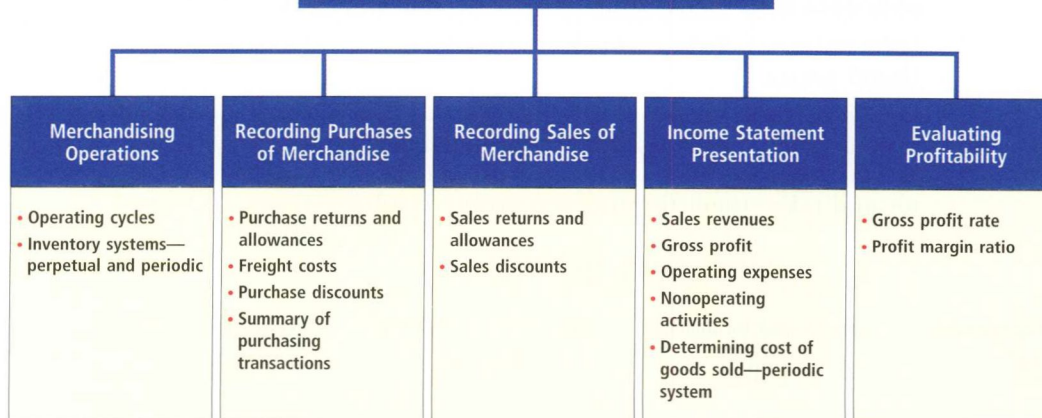 Merchandising
Operations
• Operating cycles
• Inventory systems—
perpetual and periodic
Recording Purchases
of Merchandise
• Purchase returns and
allowances
• Freight costs
• Purchase discounts
• Summary of
purchasing
transactions
Recording Sales of
Merchandise
• Sales returns and
allowances
• Sales discounts
Income Statement
Presentation
• Sales revenues
• Gross profit
• Operating expenses
• Nonoperating
activities
• Determining cost of
goods sold—periodic
system
Evaluating
Profitability
• Gross profit rate
• Profit margin ratio